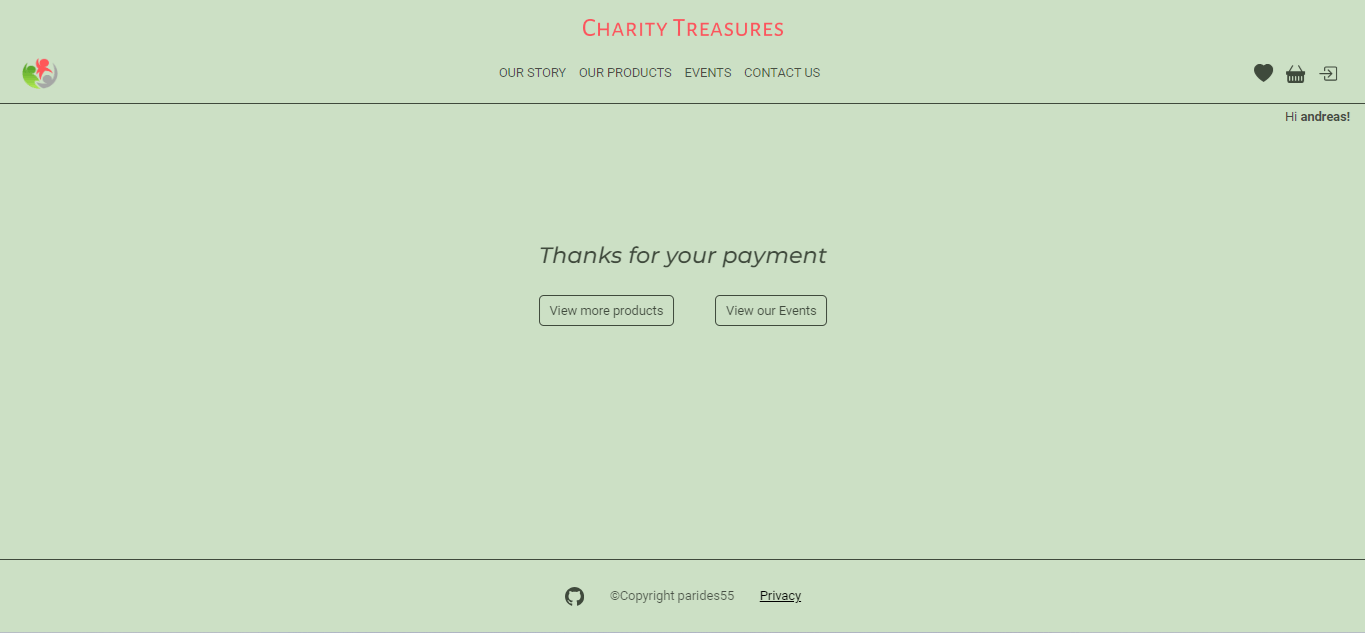 Charity Treasures
OUR STORY OUR PRODUCTS EVENTS CONTACT US
Hi andreas!
Thanks for your payment
View more products View our Events
©Copyright parides55 Privacy